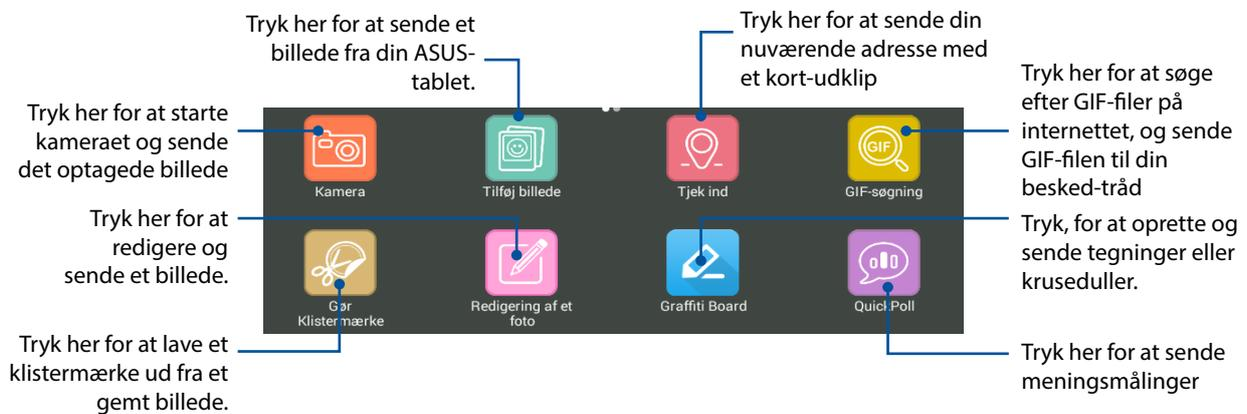 Tryk her for at sende et
billede fra din ASUS-
tablet.
Tryk her for at sende din
nuværende adresse med
et kort-udklip
Tryk her for at søge
efter GIF-filer på
internettet, og sende
GIF-filen til din
besked-tråd
Tryk her for at starte
kameraet og sende
det optagede billede
Kamera
Tilføj billede
Tjek ind
GIF
GIF-søgning
Tryk her for at
redigere og
sende et billede.
Tryk, for at oprette og
sende tegninger eller
kruseduller.
Gør
Klistermærke
Redigering af et
foto
Graffiti Board
QuickPoll
Tryk her for at lave et
klistermærke ud fra et
gemt billede.
Tryk her for at sende
meningsmålinger